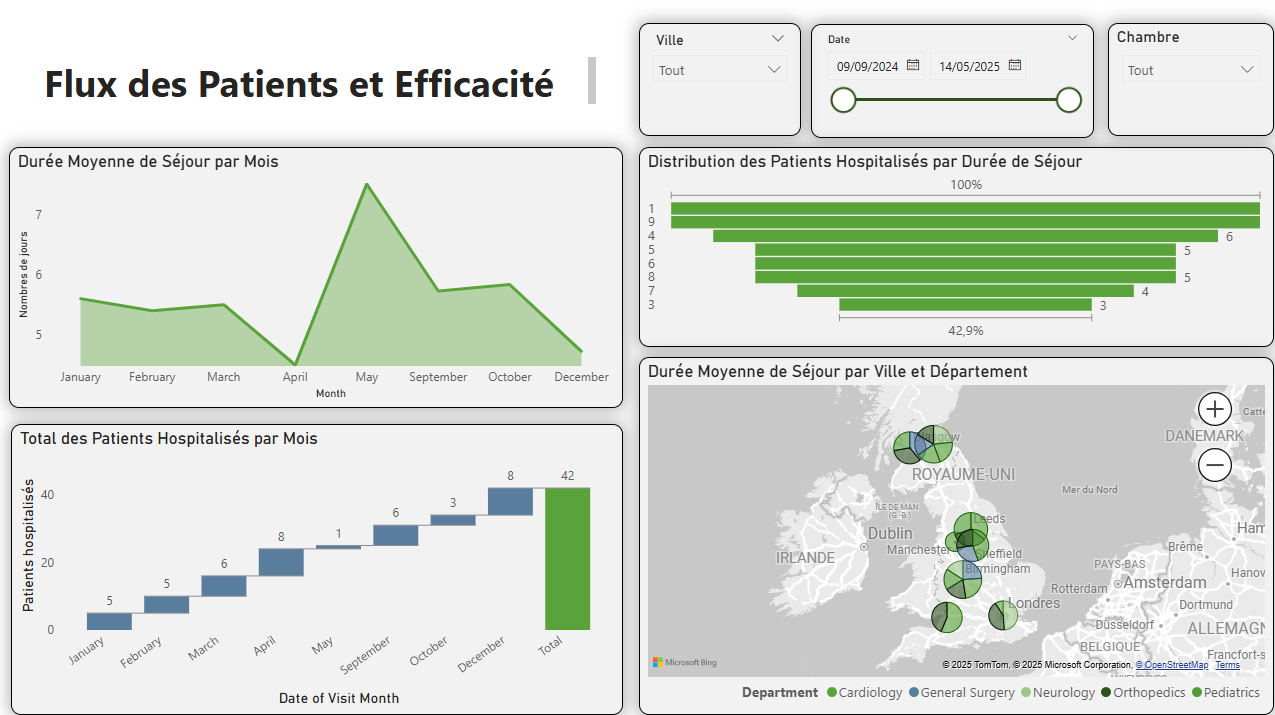 Flux des Patients et Efficacité
Ville
Tout
Date
09/09/2024 14/05/2025
Chambre
Tout
Durée Moyenne de Séjour par Mois
Nombres de jours
7
6
5
January February March April May September October December
Month
Distribution des Patients Hospitalisés par Durée de Séjour
100%
1
9
4 6
5 5
6
8 5
7 4
3 3
42,9%
Total des Patients Hospitalisés par Mois
Patients hospitalisés
40
20
0
5 5 6 8 1 6 3 8 42
January February March April May September October December Total
Date of Visit Month
Durée Moyenne de Séjour par Ville et Département
Catte
DANEMARK
Glasgow
ROYAUME-UNI
Mer du Nord
ÎLE DE MAN
(G.-B.)
Leeds
Dublin
Ham
Manchester
Sheffield
Brême
IRLANDE
Birmingham
PAYS-BAS
Hanov
Amsterdam
Rotterdam
Londres
Dortmund
Düsseldorf
ALLEMAGN
BELGIQUE
Francfort-s
LUXEMBOURG
Microsoft Bing
© 2025 TomTom, © 2025 Microsoft Corporation, © OpenStreetMap Terms
Department Cardiology General Surgery Neurology Orthopedics Pediatrics